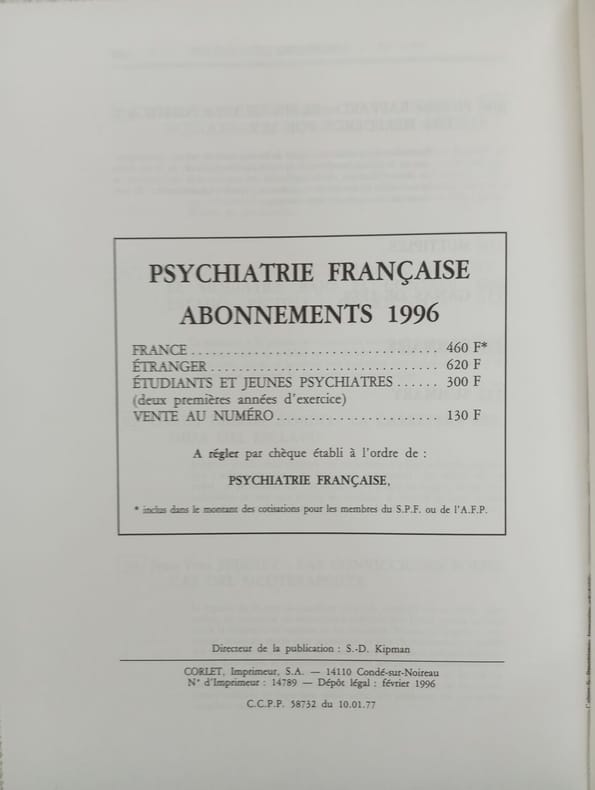 PSYCHIATRIE FRANÇAISE
ABONNEMENTS 1996
FRANCE ................................. 460 F*
ÉTRANGER ............................... 620 F
ÉTUDIANTS ET JEUNES PSYCHIATRES ...... 300 F
(deux premières années d'exercice)
VENTE AU NUMÉRO ...................... 130 F
A régler par chèque établi à l'ordre de :
PSYCHIATRIE FRANÇAISE,
* inclus dans le montant des cotisations pour les membres du S.P.F. ou de l'A.F.P.
Directeur de la publication : S.-D. Kipman
CORLET, Imprimeur, S.A. — 14110 Condé-sur-Noireau
N° d'Imprimeur : 14789 — Dépôt légal : février 1996
C.C.P.P. 58732 du 10.01.77